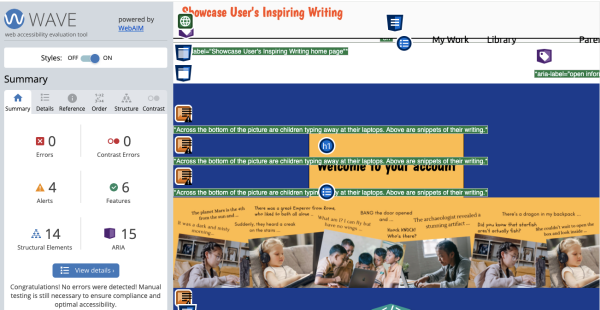 WAVE
web accessibility evaluation tool
powered by
WebAIM
Styles: OFF ON
Summary
Summary Details Reference Order Structure Contrast
0
Errors
0
Contrast Errors
4
Alerts
6
Features
14
Structural Elements
15
ARIA
View details ›
Congratulations! No errors were detected! Manual
testing is still necessary to ensure compliance and
optimal accessibility.
Showcase User's Inspiring Writing
My Work Library Paren
label="Showcase User's Inspiring Writing home page"*
*"aria-label="open infor
"Across the bottom of the picture are children typing away at their laptops. Above are snippets of their writing."
h1
"Across the bottom of the picture are children typing away at their laptops. Above are snippets of their writing."
Welcome to your account
"Across the bottom of the picture are children typing away at their laptops. Above are snippets of their writing."
The planet Mars is the 4th
from the sun and ...
It was a dark and misty
morning...
There was a great Emperor from Rome,
who liked to bath all alone...
Suddenly, they heard a creak
on the stairs ...
What am I? I can fly but
have no wings ...
BANG the door opened
and ...
Knock KNOCK!
Who's there?
The archaeologist revealed a
stunning artifact ...
There's a dragon in my backpack ...
Did you know that starfish
aren't actually fish?
She couldn't wait to open the
box and look inside ...